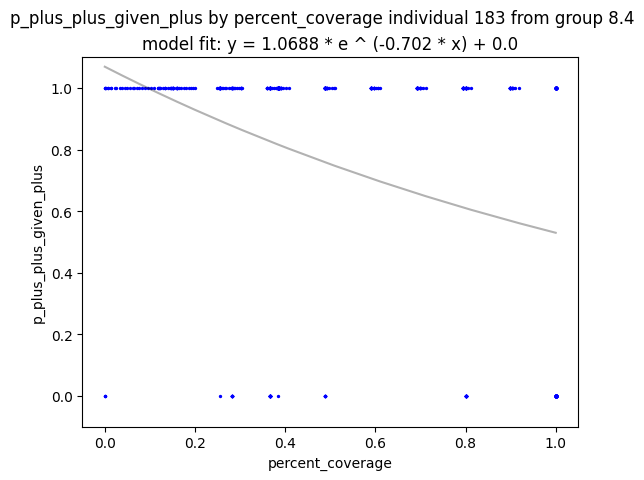 p_plus_plus_given_plus by percent_coverage individual 183 from group 8.4
model fit: y = 1.0688 * e ^ (-0.702 * x) + 0.0
p_plus_plus_given_plus
1.0
0.8
0.6
0.4
0.2
0.0
0.0 0.2 0.4 0.6 0.8 1.0
percent_coverage